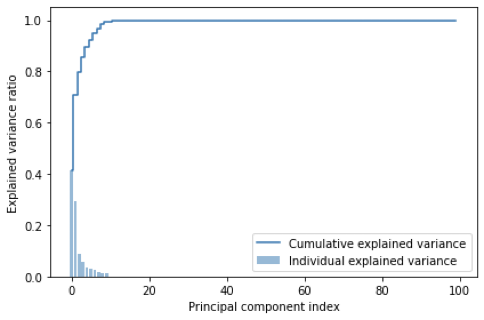 1.0
0.8
0.6
0.4
0.2
0.0
Explained variance ratio
Cumulative explained variance
Individual explained variance
0 20 40 60 80 100
Principal component index